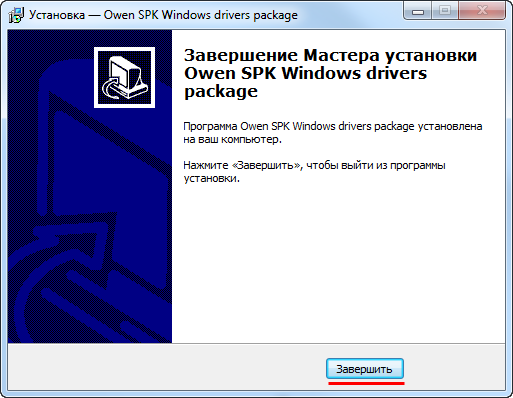 Установка — Owen SPK Windows drivers package
Завершение Мастера установки
Owen SPK Windows drivers
package
Программа Owen SPK Windows drivers package установлена
на ваш компьютер.
Нажмите «Завершить», чтобы выйти из программы
установки.
Завершить